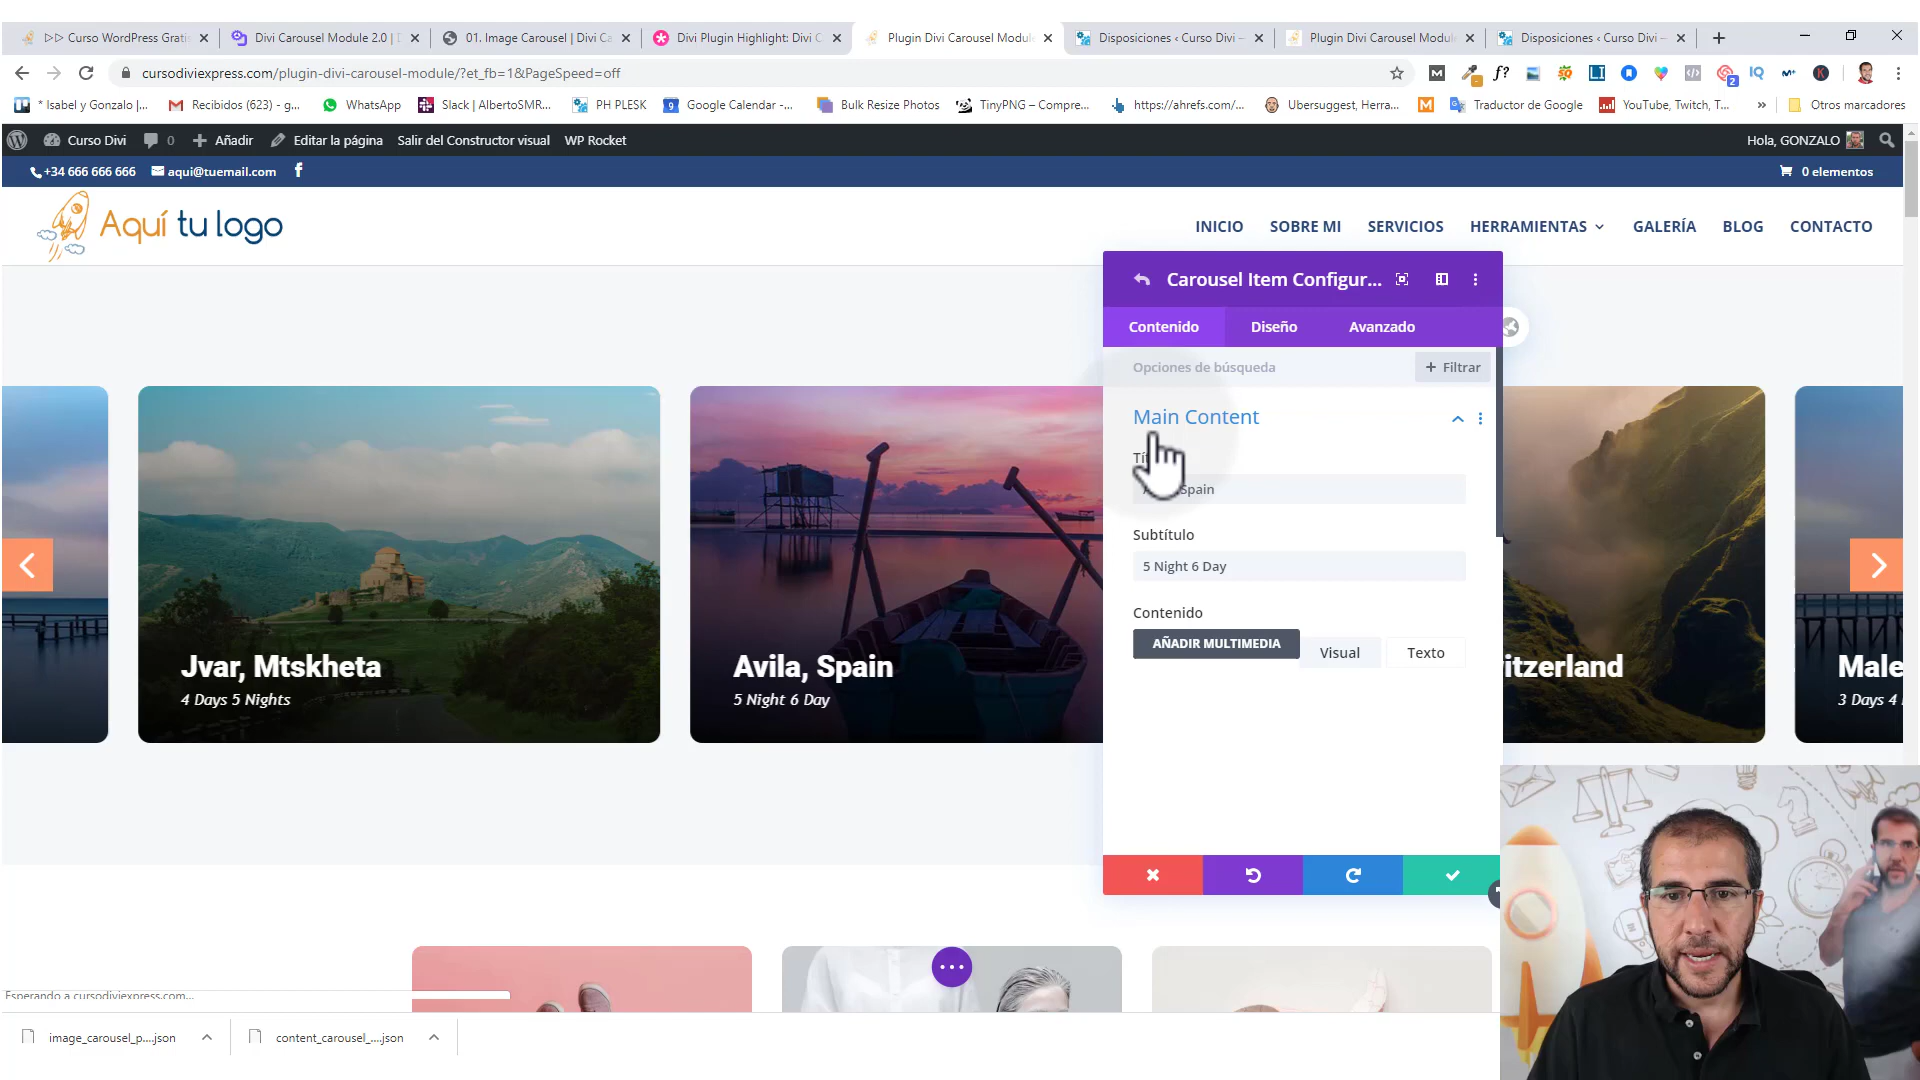 ▷▷ Curso WordPress Gratis
Divi Carousel Module 2.0 | D
01. Image Carousel | Divi Ca
Divi Plugin Highlight: Divi C
Plugin Divi Carousel Module
Disposiciones ‹ Curso Divi —
Plugin Divi Carousel Module
Disposiciones ‹ Curso Divi —
cursodiviexpress.com/plugin-divi-carousel-module/?et_fb=1&PageSpeed=off
* Isabel y Gonzalo |...
Recibidos (623) - g...
WhatsApp
Slack | AlbertoSMR...
PH PLESK
Google Calendar -...
Bulk Resize Photos
TinyPNG – Compre...
https://ahrefs.com/...
Ubersuggest, Herra...
Traductor de Google
YouTube, Twitch, T...
»
Otros marcadores
Curso Divi
0
Añadir
Editar la página
Salir del Constructor visual
WP Rocket
Hola, GONZALO
+34 666 666 666
aqui@tuemail.com
0 elementos
Aquí tu logo
INICIO
SOBRE MI
SERVICIOS
HERRAMIENTAS
GALERÍA
BLOG
CONTACTO
Carousel Item Configur...
Contenido
Diseño
Avanzado
Opciones de búsqueda
+ Filtrar
Main Content
Spain
Subtítulo
5 Night 6 Day
Contenido
AÑADIR MULTIMEDIA
Visual
Texto
Jvar, Mtskheta
4 Days 5 Nights
Avila, Spain
5 Night 6 Day
itzerland
Male
3 Days 4
Esperando a cursodiviexpress.com...
image_carousel_p....json
content_carousel_....json